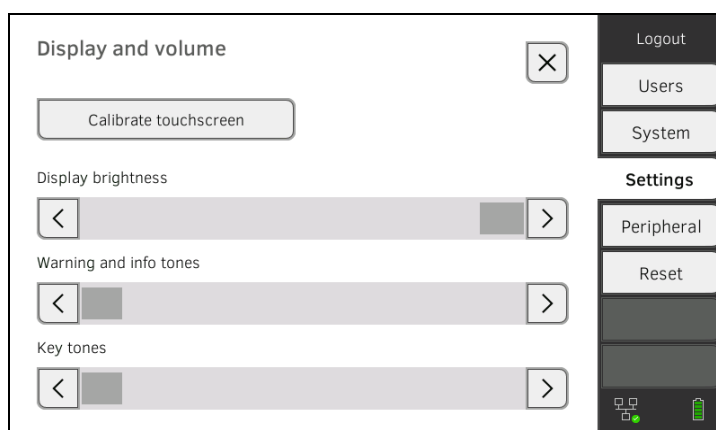 Display and volume
Calibrate touchscreen
Display brightness
Warning and info tones
Key tones
Logout
Users
System
Settings
Peripheral
Reset